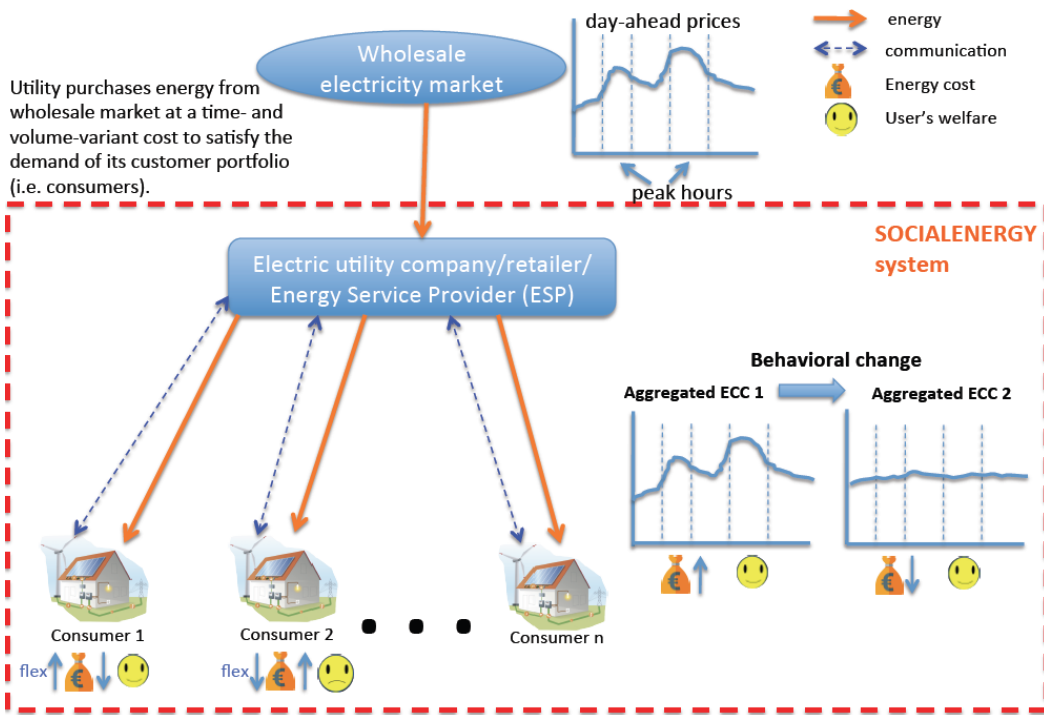 Wholesale
electricity market
day-ahead prices
peak hours
energy
communication
€ Energy cost
User's welfare
Utility purchases energy from
wholesale market at a time- and
volume-variant cost to satisfy the
demand of its customer portfolio
(i.e. consumers).
SOCIALENERGY
system
Electric utility company/retailer/
Energy Service Provider (ESP)
Behavioral change
Aggregated ECC 1
Aggregated ECC 2
€
€
Consumer 1
Consumer 2
Consumer n
flex €
flex €